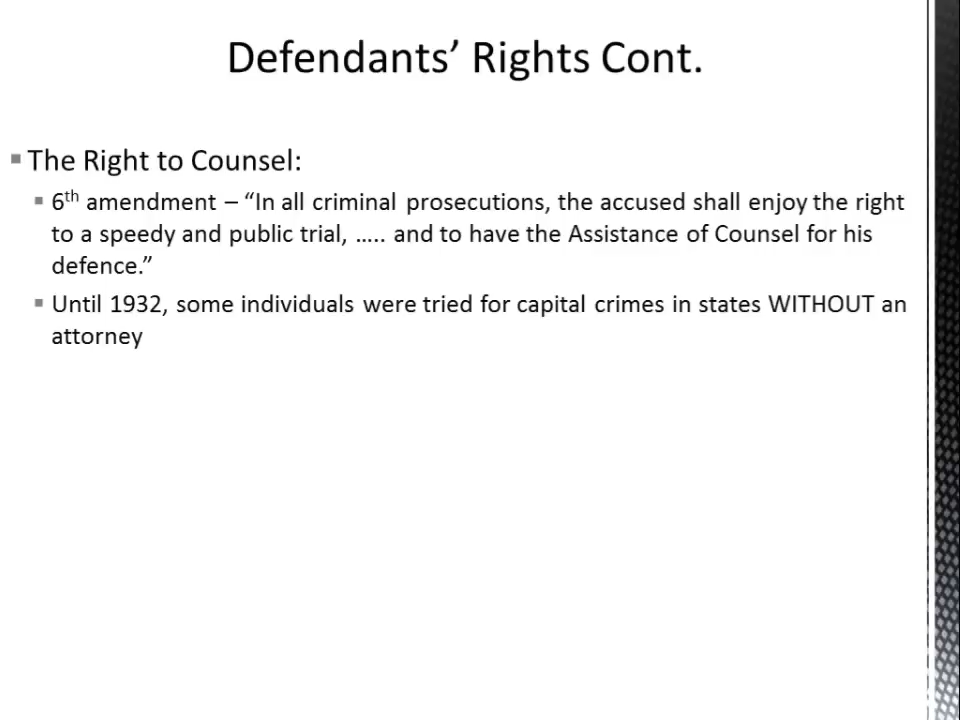 Defendants’ Rights Cont.
The Right to Counsel:
6th amendment – “In all criminal prosecutions, the accused shall enjoy the right
to a speedy and public trial, ….. and to have the Assistance of Counsel for his
defence.”
Until 1932, some individuals were tried for capital crimes in states WITHOUT an
attorney